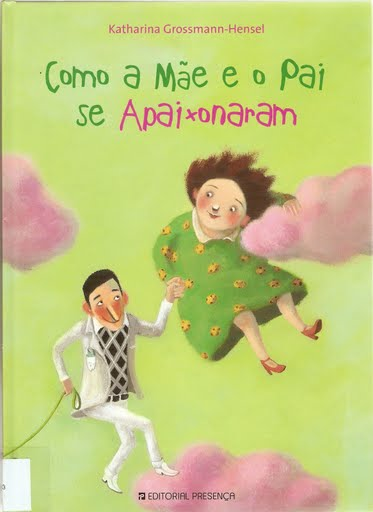 Katharina Grossmann-Hensel
Como a Mãe e o Pai
se Apaixonaram
EDITORIAL PRESENÇA